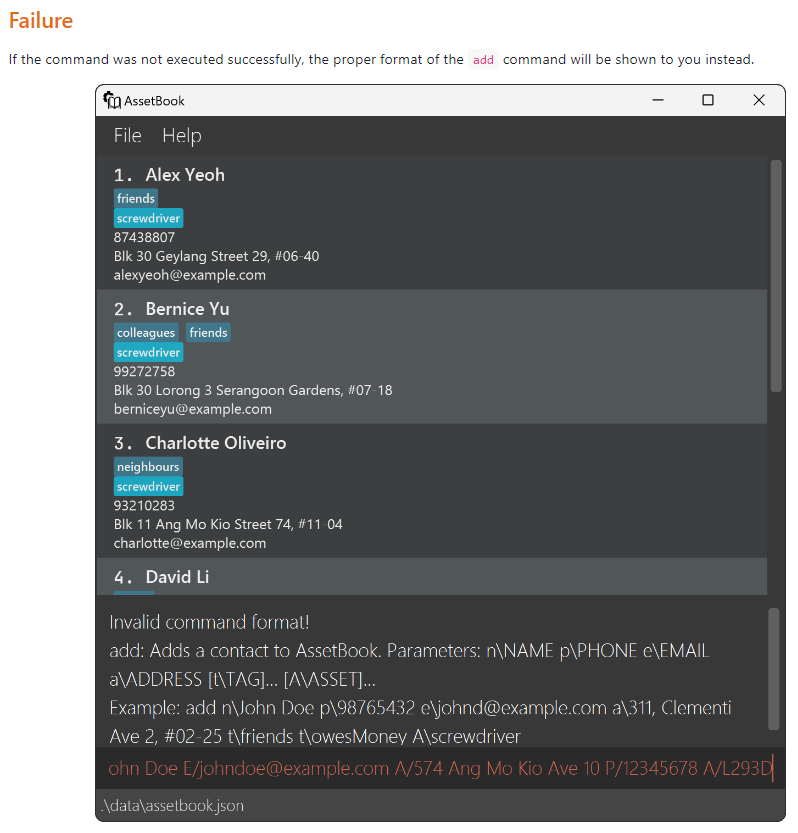 Failure
If the command was not executed successfully, the proper format of the add command will be shown to you instead.
AssetBook
File Help
1. Alex Yeoh
friends
screwdriver
87438807
Blk 30 Geylang Street 29, #06-40
alexyeoh@example.com
2. Bernice Yu
colleagues friends
screwdriver
99272758
Blk 30 Lorong 3 Serangoon Gardens, #07-18
berniceyu@example.com
3. Charlotte Oliveiro
neighbours
screwdriver
93210283
Blk 11 Ang Mo Kio Street 74, #11-04
charlotte@example.com
4. David Li
Invalid command format!
add: Adds a contact to AssetBook. Parameters: n\NAME p\PHONE e\EMAIL
a\ADDRESS [t\TAG]... [A\ASSET]...
Example: add n\John Doe p\98765432 e\johnd@example.com a\311, Clementi
Ave 2, #02-25 t\friends t\owesMoney A\screwdriver
ohn Doe E/johndoe@example.com A/574 Ang Mo Kio Ave 10 P/12345678 A/L293D
.\data\assetbook.json